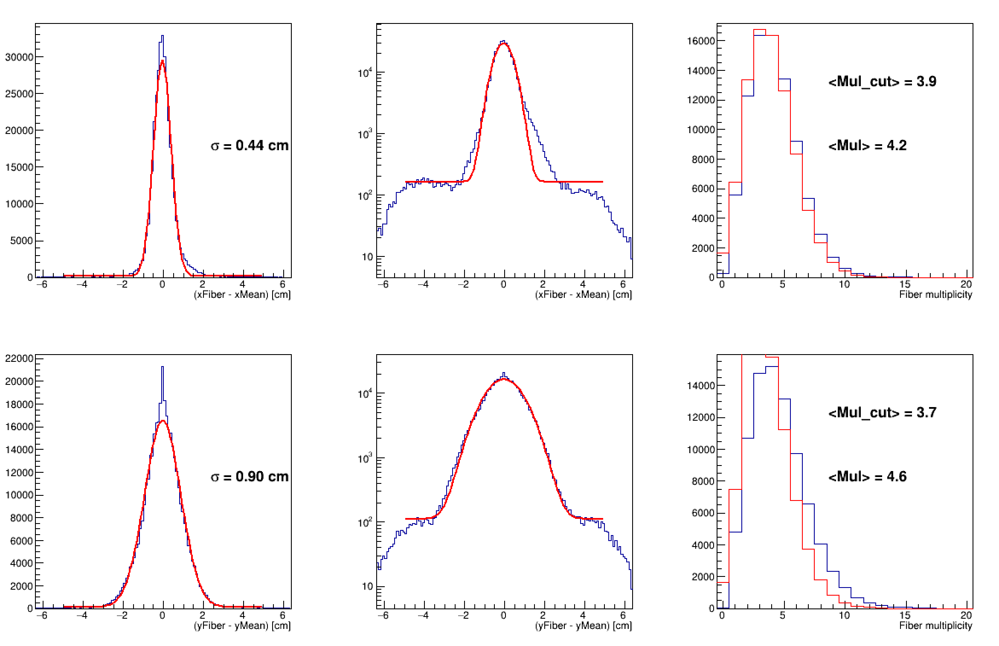 30000
25000
20000
15000
10000
5000
0
σ = 0.44 cm
−6 −4 −2 0 2 4 6
(xFiber - xMean) [cm]
10⁴
10³
10²
10
−6 −4 −2 0 2 4 6
(xFiber - xMean) [cm]
16000
14000
12000
10000
8000
6000
4000
2000
0
<Mul_cut> = 3.9
<Mul> = 4.2
0 5 10 15 20
Fiber multiplicity
22000
20000
18000
16000
14000
12000
10000
8000
6000
4000
2000
0
σ = 0.90 cm
−6 −4 −2 0 2 4 6
(yFiber - yMean) [cm]
10⁴
10³
10²
10
−6 −4 −2 0 2 4 6
(yFiber - yMean) [cm]
14000
12000
10000
8000
6000
4000
2000
0
<Mul_cut> = 3.7
<Mul> = 4.6
0 5 10 15 20
Fiber multiplicity